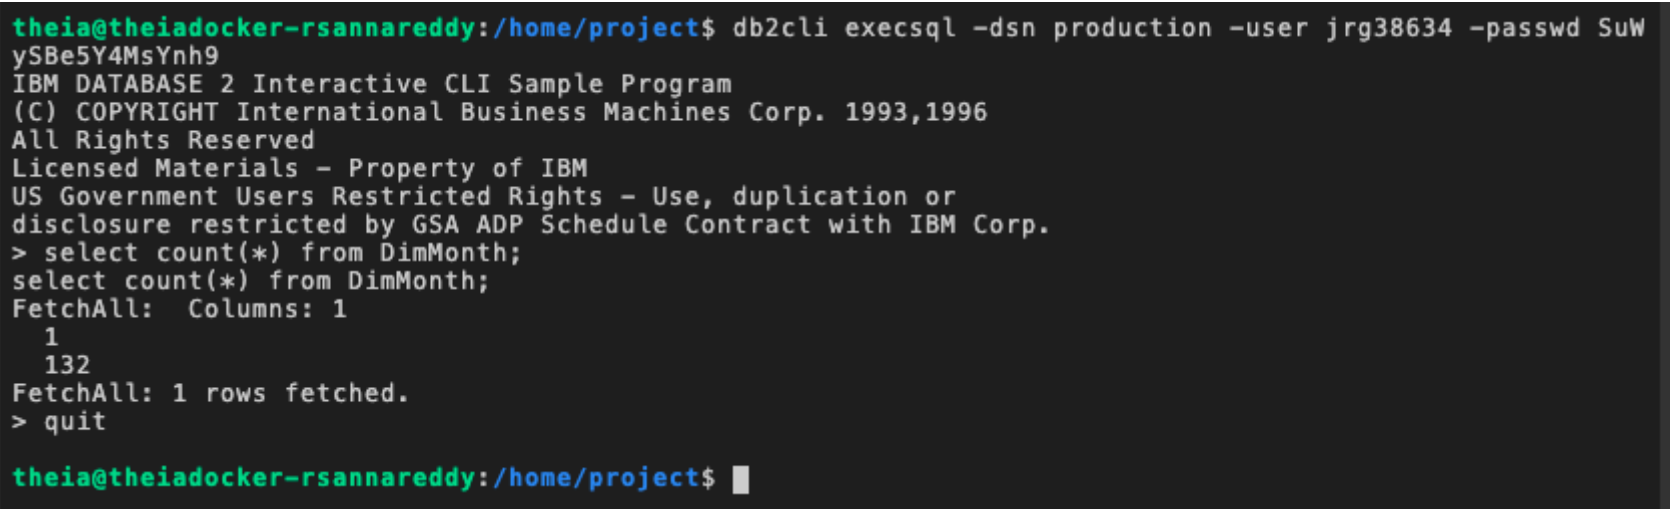 theia@theiadocker-rsannareddy:/home/project$ db2cli execsql -dsn production -user jrg38634 -passwd SuW
ySBe5Y4MsYnh9
IBM DATABASE 2 Interactive CLI Sample Program
(C) COPYRIGHT International Business Machines Corp. 1993,1996
All Rights Reserved
Licensed Materials - Property of IBM
US Government Users Restricted Rights - Use, duplication or
disclosure restricted by GSA ADP Schedule Contract with IBM Corp.
> select count(*) from DimMonth;
select count(*) from DimMonth;
FetchAll:  Columns: 1
  1
  132
FetchAll: 1 rows fetched.
> quit
theia@theiadocker-rsannareddy:/home/project$